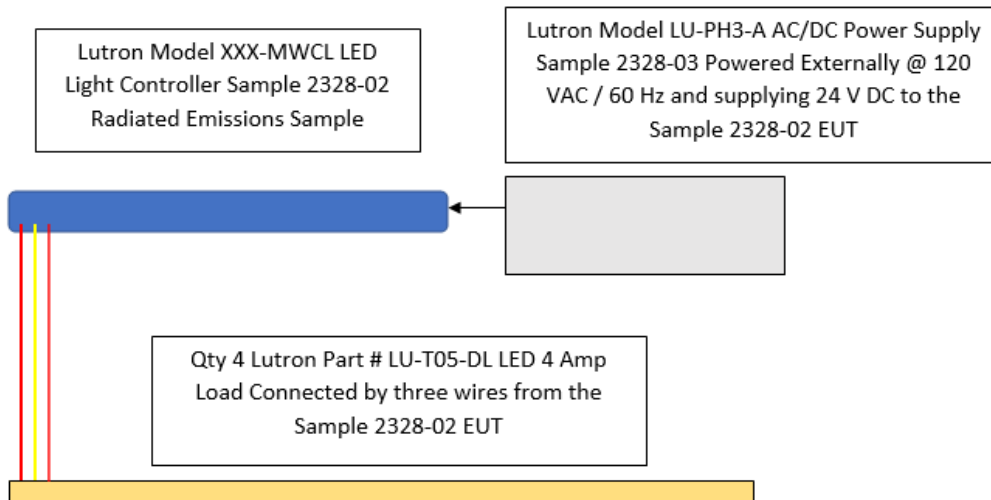 Lutron Model XXX-MWCL LED
Light Controller Sample 2328-02
Radiated Emissions Sample
Lutron Model LU-PH3-A AC/DC Power Supply
Sample 2328-03 Powered Externally @ 120
VAC / 60 Hz and supplying 24 V DC to the
Sample 2328-02 EUT
Qty 4 Lutron Part # LU-T05-DL LED 4 Amp
Load Connected by three wires from the
Sample 2328-02 EUT